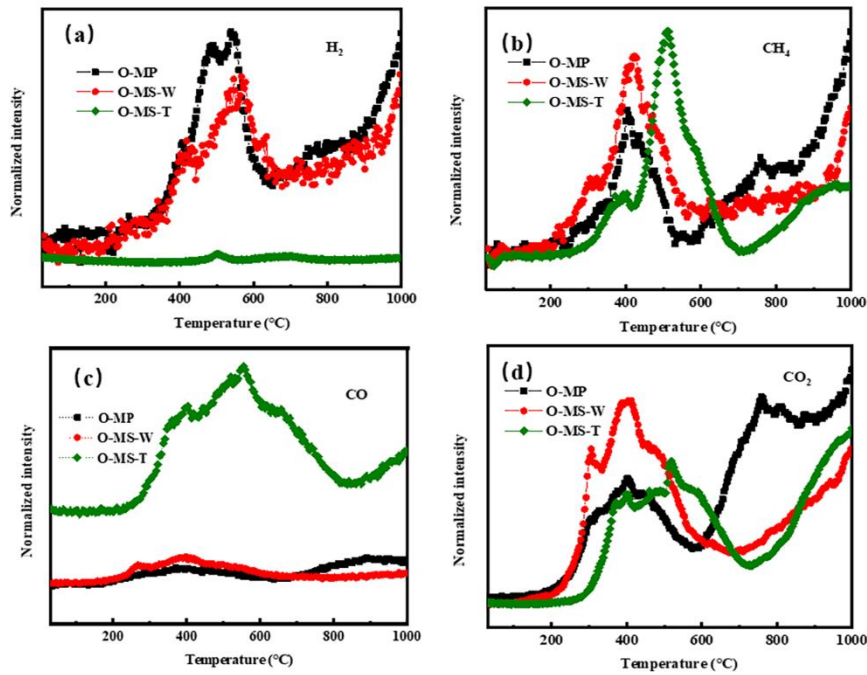 (a)
H2
O-MP
O-MS-W
O-MS-T
Normalized intensity
200 400 600 800 1000
Temperature (°C)
(b)
CH4
O-MP
O-MS-W
O-MS-T
Normalized intensity
200 400 600 800 1000
Temperature (°C)
(c)
CO
O-MP
O-MS-W
O-MS-T
Normalized intensity
200 400 600 800 1000
Temperature (°C)
(d)
CO2
O-MP
O-MS-W
O-MS-T
Normalized intensity
200 400 600 800 1000
Temperature (°C)